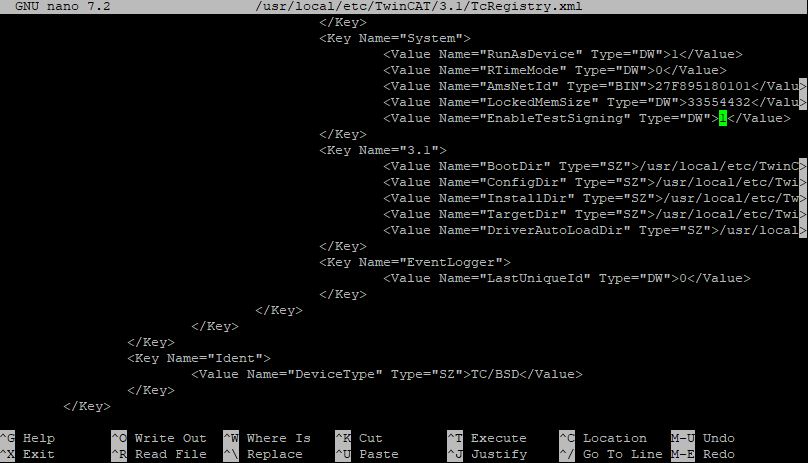 GNU nano 7.2 /usr/local/etc/TwinCAT/3.1/TcRegistry.xml
</Key>
<Key Name="System">
<Value Name="RunAsDevice" Type="DW">1</Value>
<Value Name="RTimeMode" Type="DW">0</Value>
<Value Name="AmsNetId" Type="BIN">27F895180101</Valu>
<Value Name="LockedMemSize" Type="DW">33554432</Valu>
<Value Name="EnableTestSigning" Type="DW">1</Value>
</Key>
<Key Name="3.1">
<Value Name="BootDir" Type="SZ">/usr/local/etc/TwinC>
<Value Name="ConfigDir" Type="SZ">/usr/local/etc/Twi>
<Value Name="InstallDir" Type="SZ">/usr/local/etc/Tw>
<Value Name="TargetDir" Type="SZ">/usr/local/etc/Twi>
<Value Name="DriverAutoLoadDir" Type="SZ">/usr/local>
</Key>
<Key Name="EventLogger">
<Value Name="LastUniqueId" Type="DW">0</Value>
</Key>
</Key>
</Key>
</Key>
<Key Name="Ident">
<Value Name="DeviceType" Type="SZ">TC/BSD</Value>
</Key>
</Key>
^G Help ^O Write Out ^W Where Is ^K Cut ^T Execute ^C Location M-U Undo
^X Exit ^R Read File ^\ Replace ^U Paste ^J Justify ^/ Go To Line M-E Redo